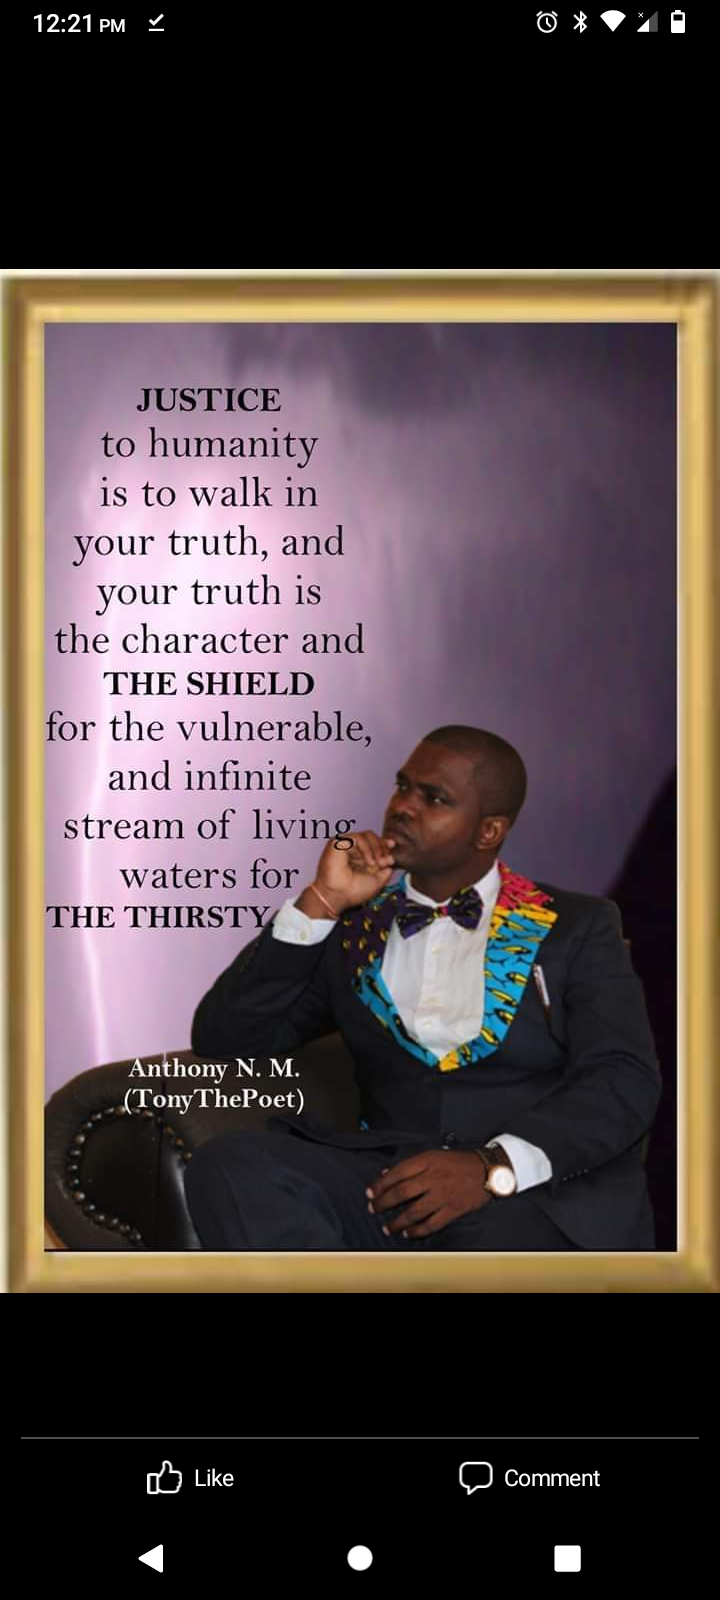 12:21 PM
JUSTICE
to humanity
is to walk in
your truth, and
your truth is
the character and
THE SHIELD
for the vulnerable,
and infinite
stream of living
waters for
THE THIRSTY.
Anthony N. M.
(TonyThePoet)
Like
Comment